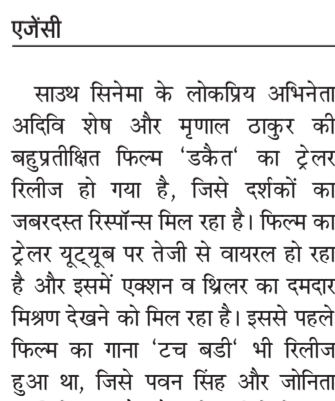 एजेंसी
साउथ सिनेमा के लोकप्रिय अभिनेता
अदिवि शेष और मृणाल ठाकुर की
बहुप्रतीक्षित फिल्म ‘डकैत‘ का ट्रेलर
रिलीज हो गया है, जिसे दर्शकों का
जबरदस्त रिस्पॉन्स मिल रहा है। फिल्म का
ट्रेलर यूट्यूब पर तेजी से वायरल हो रहा
है और इसमें एक्शन व थ्रिलर का दमदार
मिश्रण देखने को मिल रहा है। इससे पहले
फिल्म का गाना ‘टच बडी‘ भी रिलीज
हुआ था, जिसे पवन सिंह और जोनिता